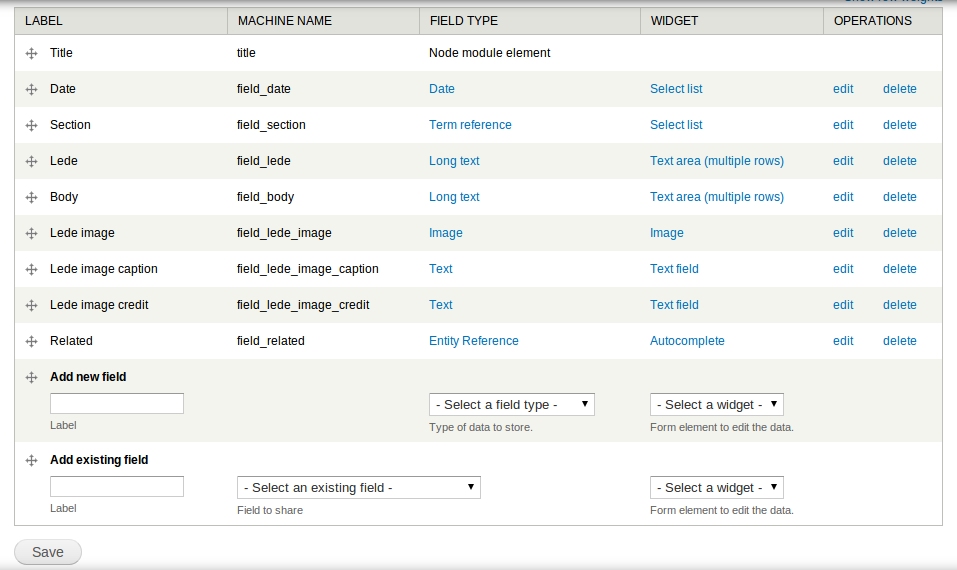 Show row weights
LABEL MACHINE NAME FIELD TYPE WIDGET OPERATIONS
Title title Node module element
Date field_date Date Select list edit delete
Section field_section Term reference Select list edit delete
Lede field_lede Long text Text area (multiple rows) edit delete
Body field_body Long text Text area (multiple rows) edit delete
Lede image field_lede_image Image Image edit delete
Lede image caption field_lede_image_caption Text Text field edit delete
Lede image credit field_lede_image_credit Text Text field edit delete
Related field_related Entity Reference Autocomplete edit delete
Add new field
- Select a field type - - Select a widget -
Label Type of data to store. Form element to edit the data.
Add existing field
- Select an existing field - - Select a widget -
Label Field to share Form element to edit the data.
Save